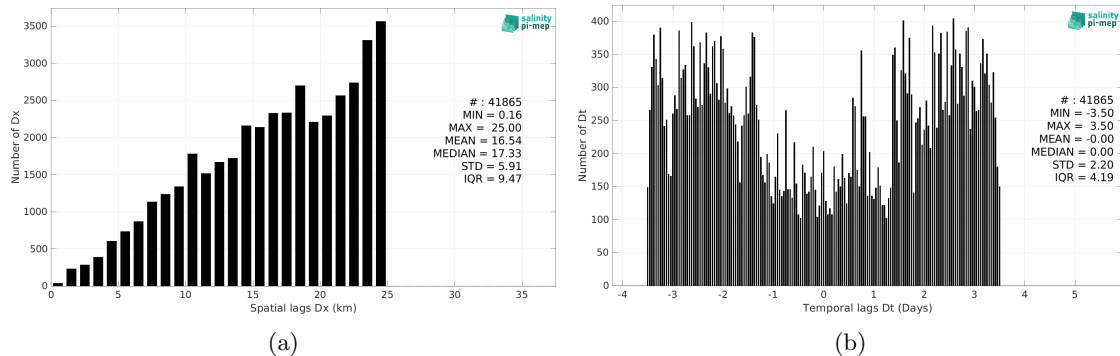 Number of Dx
3500
3000
2500
2000
1500
1000
500
0
0 5 10 15 20 25 30 35
Spatial lags Dx (km)
salinity
pi-mep
# : 41865
MIN = 0.16
MAX = 25.00
MEAN = 16.54
MEDIAN = 17.33
STD = 5.91
IQR = 9.47
(a)
Number of Dt
400
350
300
250
200
150
100
50
0
-4 -3 -2 -1 0 1 2 3 4 5
Temporal lags Dt (Days)
salinity
pi-mep
# : 41865
MIN = -3.50
MAX = 3.50
MEAN = -0.00
MEDIAN = 0.00
STD = 2.20
IQR = 4.19
(b)